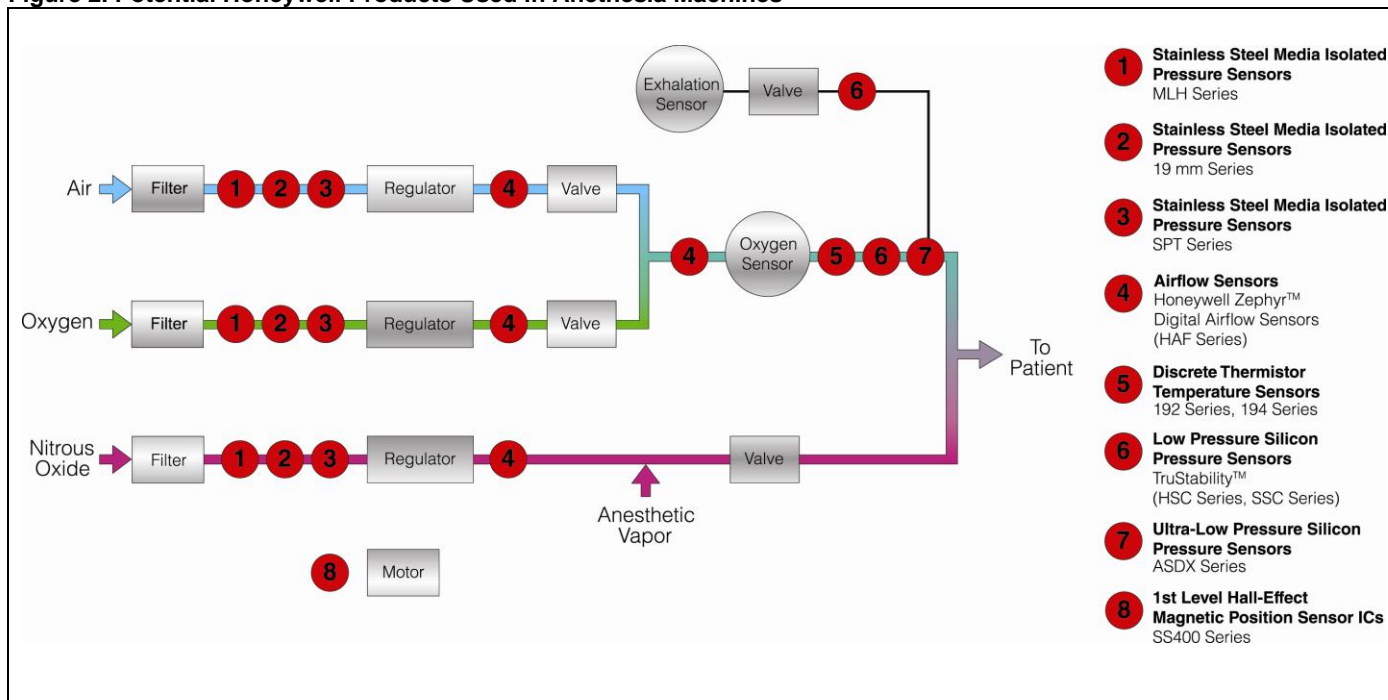 Figure 2. Potential Honeywell Products Used in Anethesia Machines
Exhalation
Sensor
Valve
6
Air
Filter
1
2
3
Regulator
4
Valve
4
Oxygen
Sensor
5
6
7
Oxygen
Filter
1
2
3
Regulator
4
Valve
To
Patient
Nitrous
Oxide
Filter
1
2
3
Regulator
4
Valve
Anesthetic
Vapor
8
Motor
1
Stainless Steel Media Isolated
Pressure Sensors
MLH Series
2
Stainless Steel Media Isolated
Pressure Sensors
19 mm Series
3
Stainless Steel Media Isolated
Pressure Sensors
SPT Series
4
Airflow Sensors
Honeywell Zephyr™
Digital Airflow Sensors
(HAF Series)
5
Discrete Thermistor
Temperature Sensors
192 Series, 194 Series
6
Low Pressure Silicon
Pressure Sensors
TruStability™
(HSC Series, SSC Series)
7
Ultra-Low Pressure Silicon
Pressure Sensors
ASDX Series
8
1st Level Hall-Effect
Magnetic Position Sensor ICs
SS400 Series